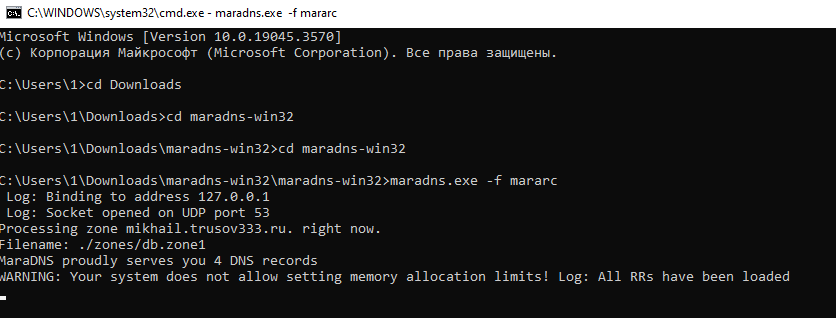 C:\WINDOWS\system32\cmd.exe - maradns.exe -f mararc
Microsoft Windows [Version 10.0.19045.3570]
(c) Корпорация Майкрософт (Microsoft Corporation). Все права защищены.
C:\Users\1>cd Downloads
C:\Users\1\Downloads>cd maradns-win32
C:\Users\1\Downloads\maradns-win32>cd maradns-win32
C:\Users\1\Downloads\maradns-win32\maradns-win32>maradns.exe -f mararc
Log: Binding to address 127.0.0.1
Log: Socket opened on UDP port 53
Processing zone mikhail.trusov333.ru. right now.
Filename: ./zones/db.zone1
MaraDNS proudly serves you 4 DNS records
WARNING: Your system does not allow setting memory allocation limits! Log: All RRs have been loaded